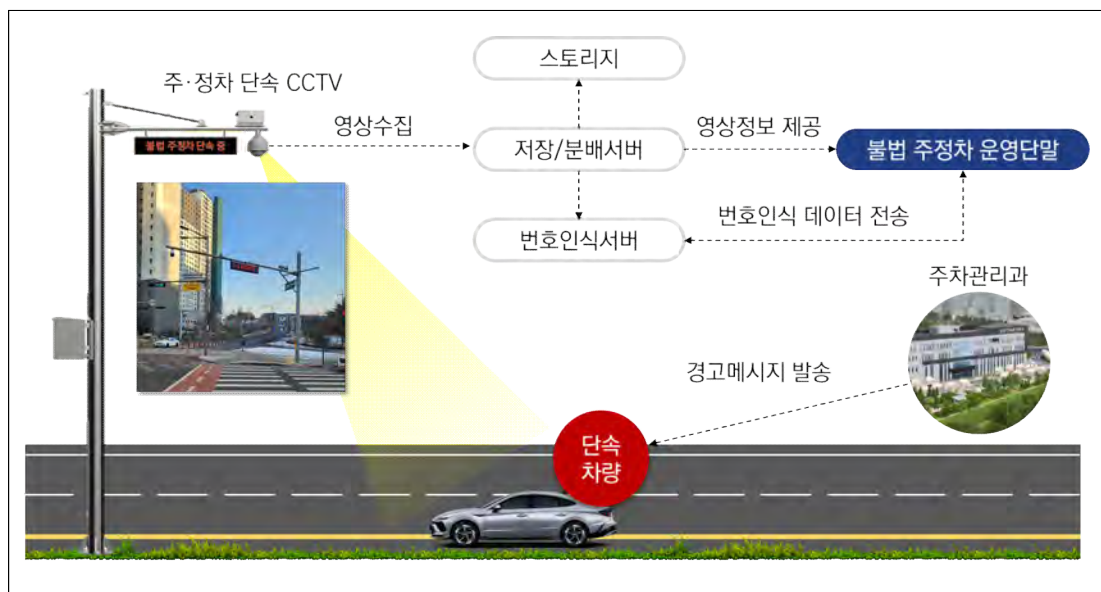 스토리지
주·정차 단속 CCTV
영상수집
영상정보 제공
불법 주정차 단속 중
저장/분배서버
불법 주정차 운영단말
번호인식 데이터 전송
번호인식서버
주차관리과
경고메시지 발송
단속
차량